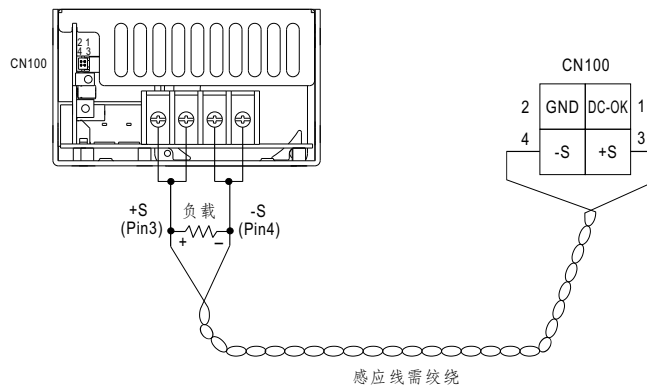 2 1
4 3
CN100
+S
(Pin3)
负载
-S
(Pin4)
+ −
CN100
2 GND DC-OK 1
4 -S +S 3
感应线需绞绕